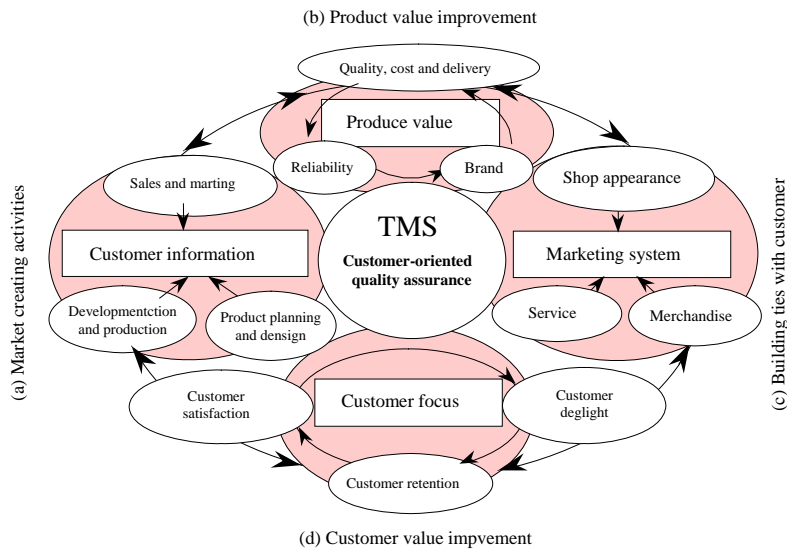 (b) Product value improvement
Quality, cost and delivery
Produce value
Reliability
Brand
Sales and marting
Shop appearance
TMS
Customer-oriented
quality assurance
Customer information
Marketing system
Developmentction
and production
Product planning
and densign
Service
Merchandise
(a) Market creating activities
(c) Building ties with customer
Customer
satisfaction
Customer focus
Customer
deglight
Customer retention
(d) Customer value impvement